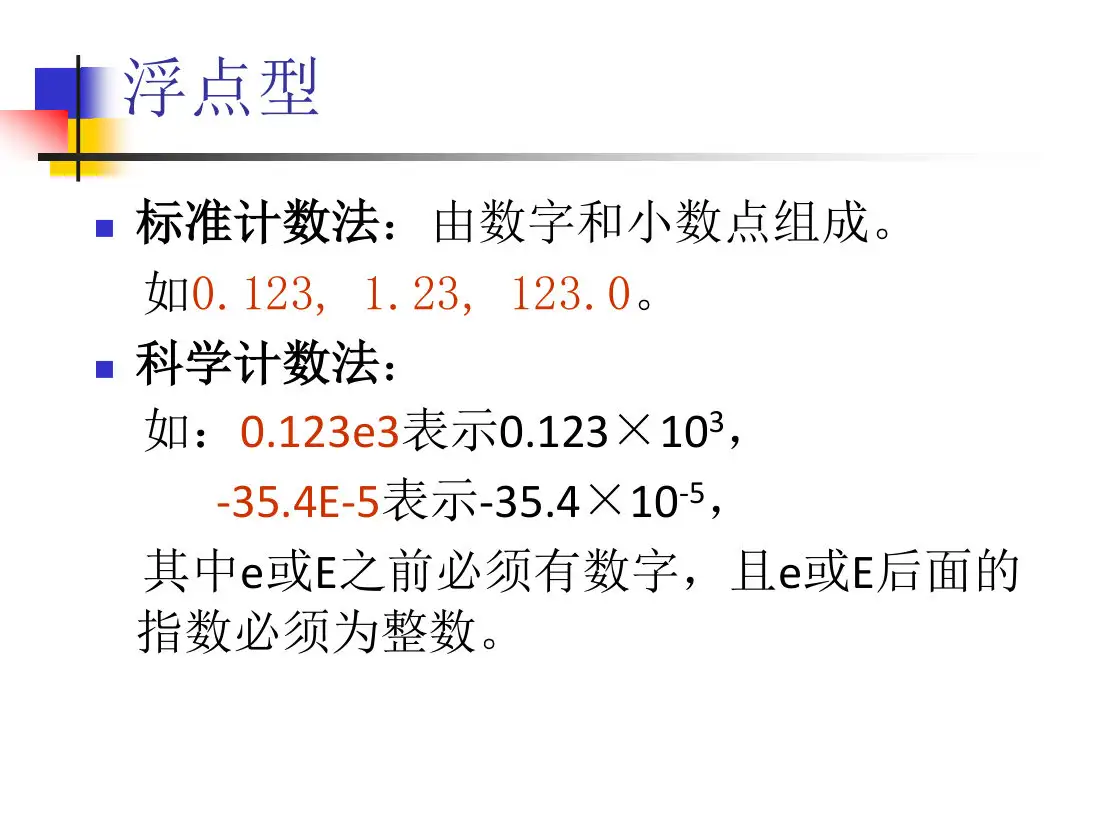 浮点型
标准计数法：由数字和小数点组成。
如0.123, 1.23, 123.0。
科学计数法：
如：0.123e3表示0.123×10³，
-35.4E-5表示-35.4×10⁻⁵，
其中e或E之前必须有数字，且e或E后面的
指数必须为整数。